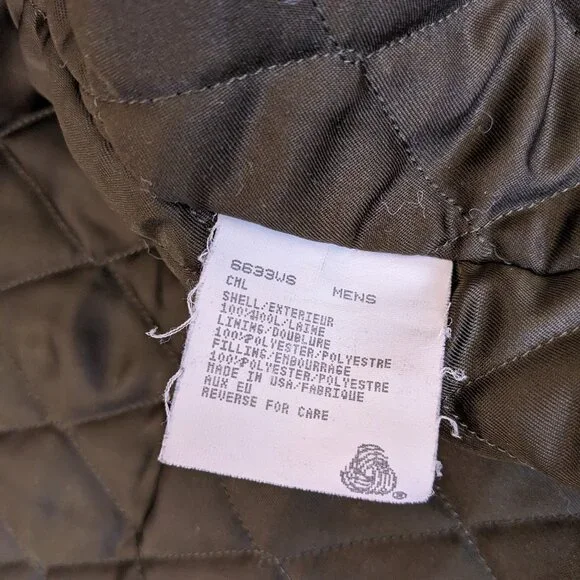 6633WS MENS
CML
SHELL/EXTERIEUR
100%WOOL/LAINE
LINING/DOUBLURE
100%POLYESTER/POLYESTRE
FILLING/EMBOURRAGE
100%POLYESTER/POLYESTRE
MADE IN USA/FABRIQUE
AUX EU
REVERSE FOR CARE
®